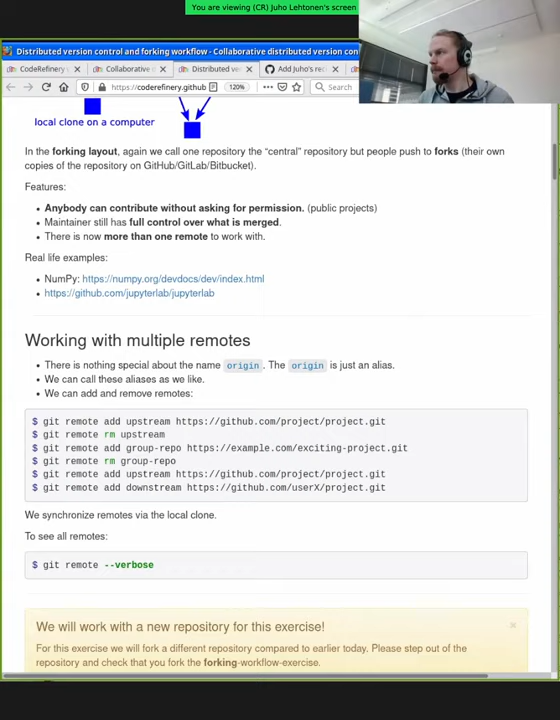 You are viewing (CR) Juho Lehtonen's screen
Distributed version control and forking workflow - Collaborative distributed version con
CodeRefinery
Collaborative d
Distributed ver
Add Juho's rec
https://coderefinery.github
120%
Search
local clone on a computer
In the forking layout, again we call one repository the “central” repository but people push to forks (their own
copies of the repository on GitHub/GitLab/Bitbucket).
Features:
Anybody can contribute without asking for permission. (public projects)
Maintainer still has full control over what is merged.
There is now more than one remote to work with.
Real life examples:
NumPy: https://numpy.org/devdocs/dev/index.html
https://github.com/jupyterlab/jupyterlab
Working with multiple remotes
There is nothing special about the name origin. The origin is just an alias.
We can call these aliases as we like.
We can add and remove remotes:
$ git remote add upstream https://github.com/project/project.git
$ git remote rm upstream
$ git remote add group-repo https://example.com/exciting-project.git
$ git remote rm group-repo
$ git remote add upstream https://github.com/project/project.git
$ git remote add downstream https://github.com/userX/project.git
We synchronize remotes via the local clone.
To see all remotes:
$ git remote --verbose
We will work with a new repository for this exercise!
For this exercise we will fork a different repository compared to earlier today. Please step out of the
repository and check that you fork the forking-workflow-exercise.